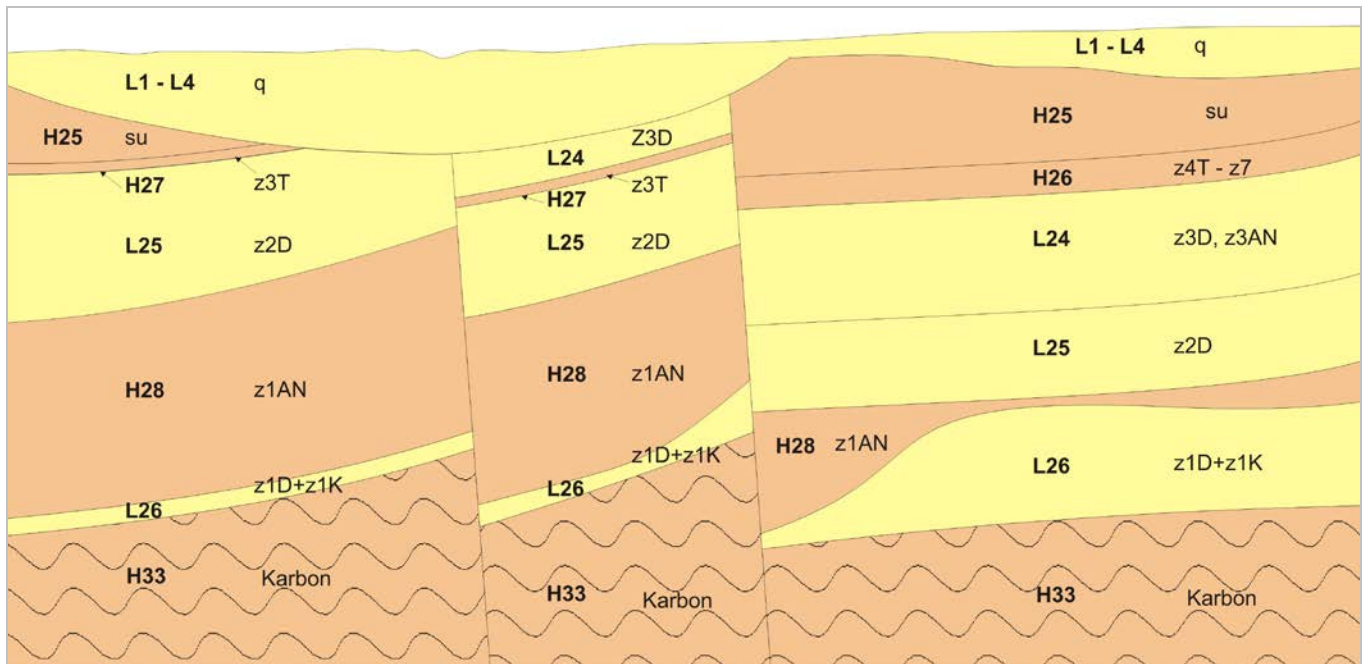 L1 - L4 q
H25 su
H27 z3T
L25 z2D
H28 z1AN
z1D+z1K
L26
H33 Karbon
Z3D
L24
z3T
H27
L25 z2D
H28 z1AN
z1D+z1K
L26
H33 Karbon
L1 - L4 q
H25 su
H26 z4T - z7
L24 z3D, z3AN
L25 z2D
H28 z1AN
L26 z1D+z1K
H33 Karbon